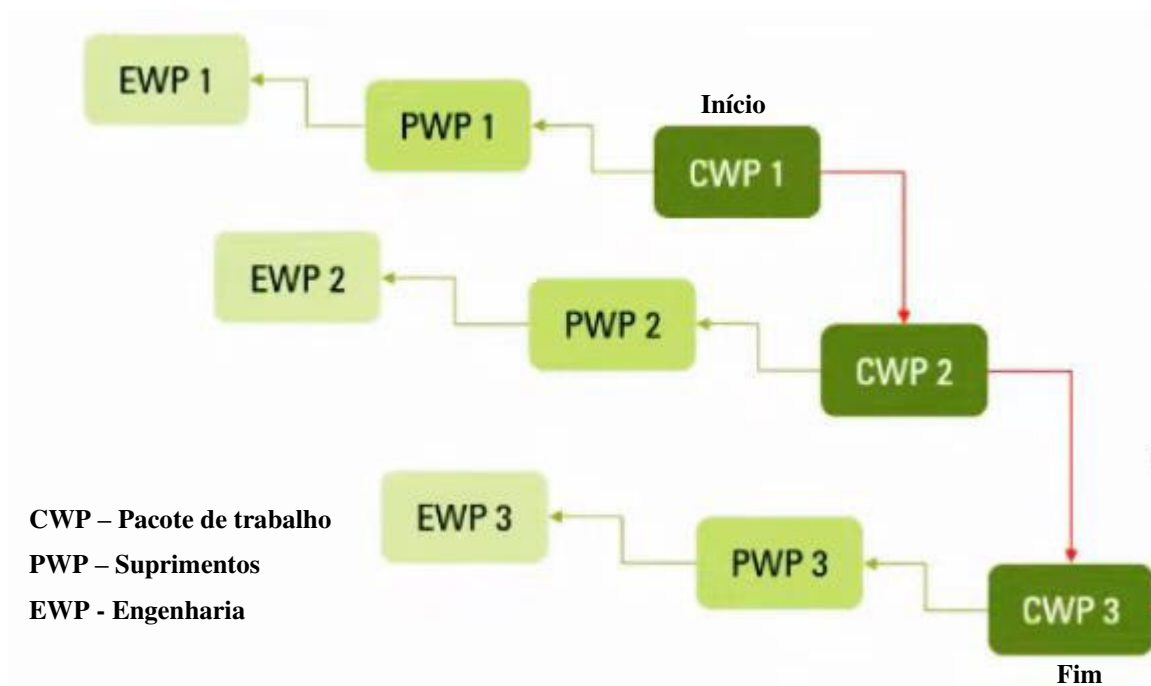 EWP 1
PWP 1
Início
CWP 1
EWP 2
PWP 2
CWP 2
EWP 3
PWP 3
CWP 3
Fim
CWP – Pacote de trabalho
PWP – Suprimentos
EWP - Engenharia